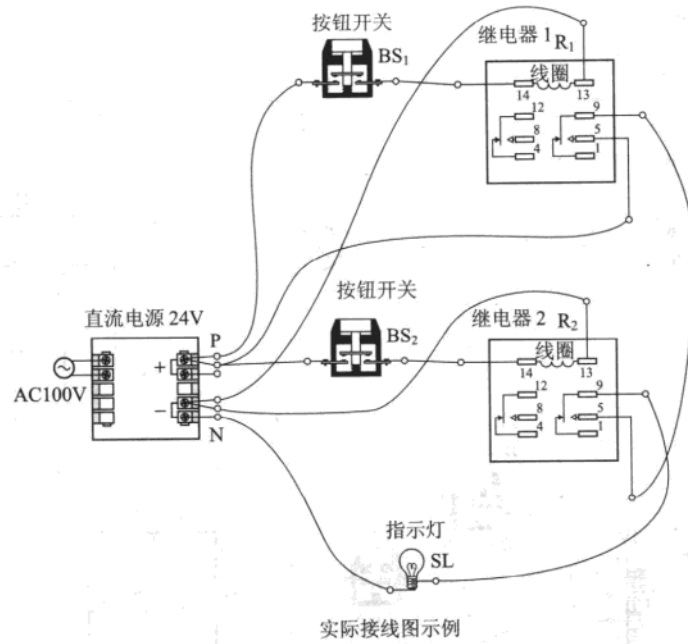 按钮开关
BS₁
继电器 1 R₁
线圈
14
13
12
9
8
5
4
1
按钮开关
BS₂
继电器 2 R₂
线圈
14
13
12
9
8
5
4
1
直流电源 24V
P
+
AC100V
−
N
指示灯
SL
实际接线图示例